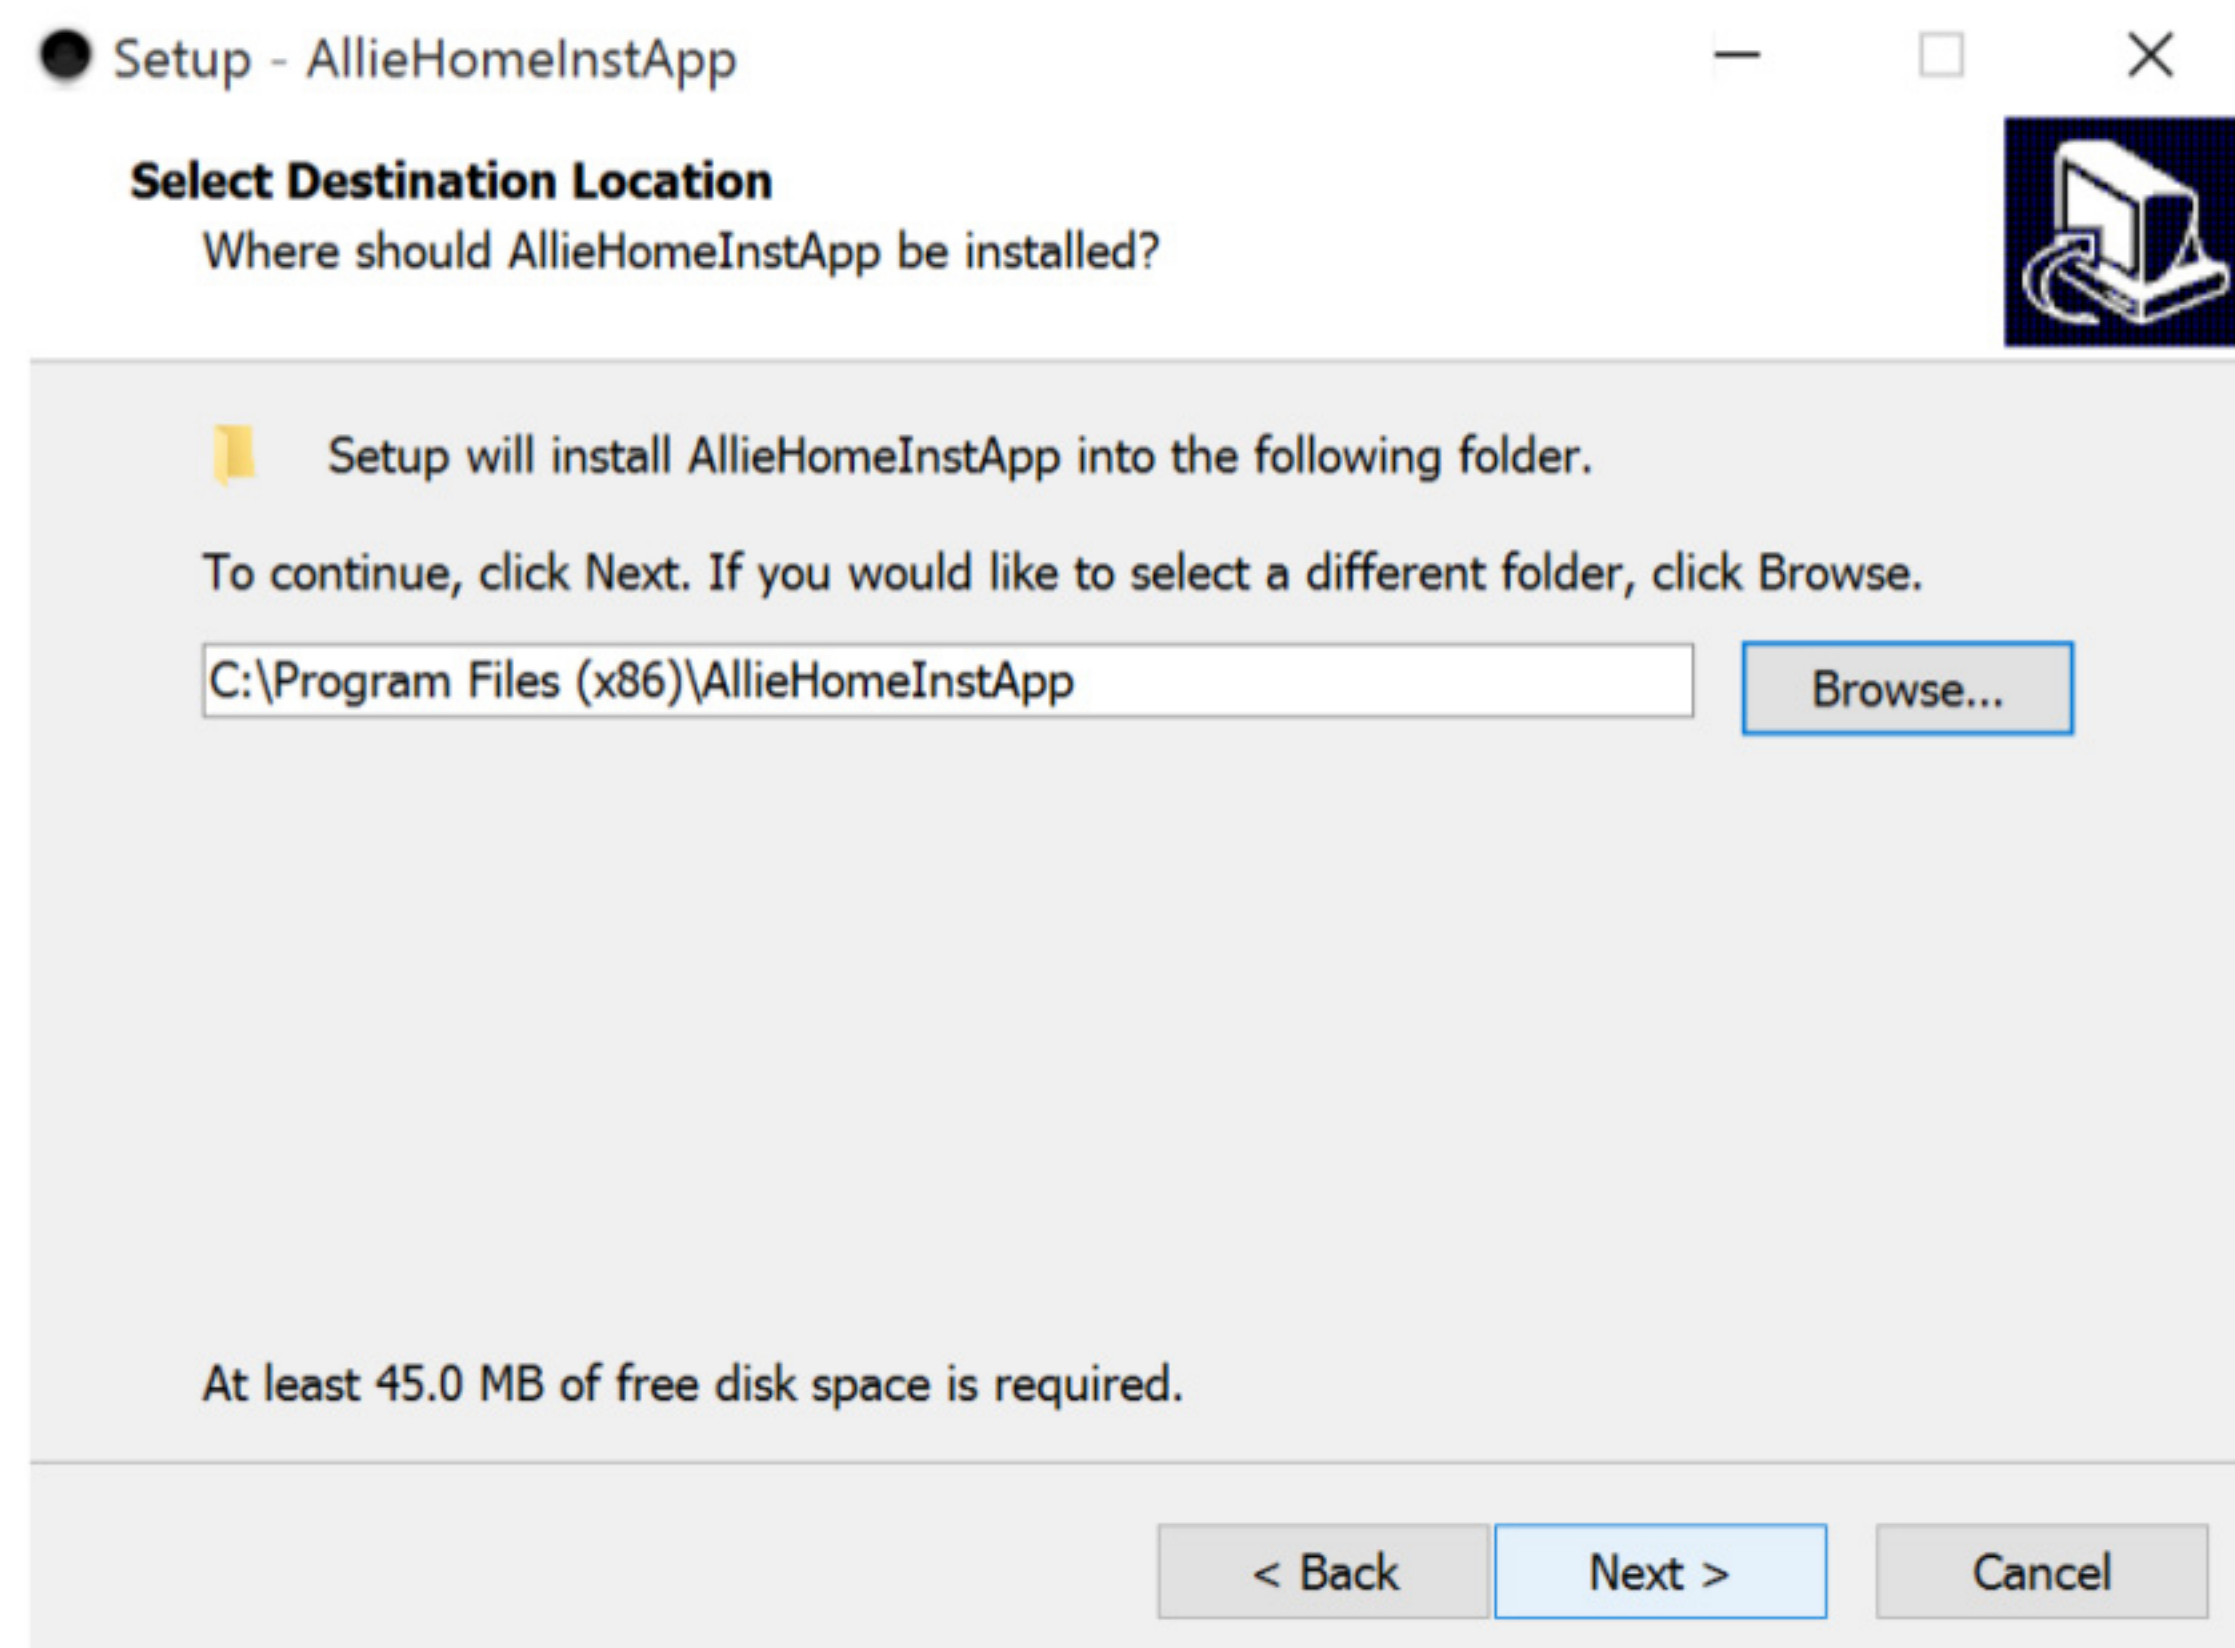 Setup - AllieHomeInstApp
Select Destination Location
Where should AllieHomeInstApp be installed?
Setup will install AllieHomeInstApp into the following folder.
To continue, click Next. If you would like to select a different folder, click Browse.
C:\Program Files (x86)\AllieHomeInstApp
Browse...
At least 45.0 MB of free disk space is required.
< Back
Next >
Cancel